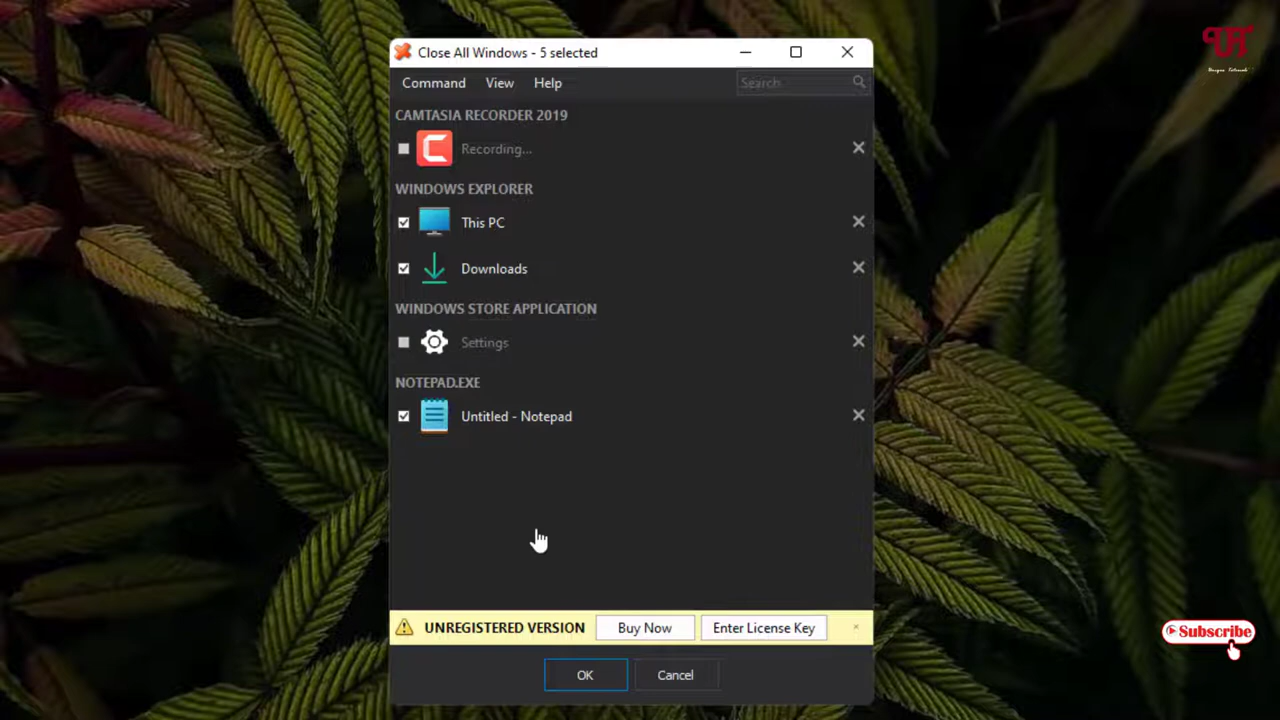 Close All Windows - 5 selected
Command View Help Search
CAMTASIA RECORDER 2019
Recording...
WINDOWS EXPLORER
This PC
Downloads
WINDOWS STORE APPLICATION
Settings
NOTEPAD.EXE
Untitled - Notepad
UNREGISTERED VERSION Buy Now Enter License Key
OK Cancel
UT
Subscribe